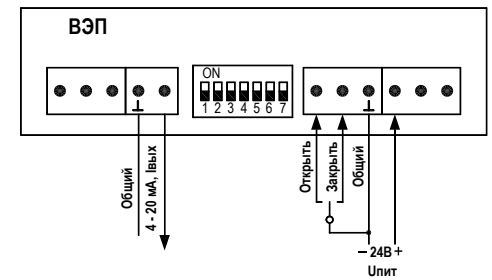 ВЭП
ON
1 2 3 4 5 6 7
Общий
4 - 20 мА, Iвых
Открыть
Закрыть
Общий
− 24В +
Uпит